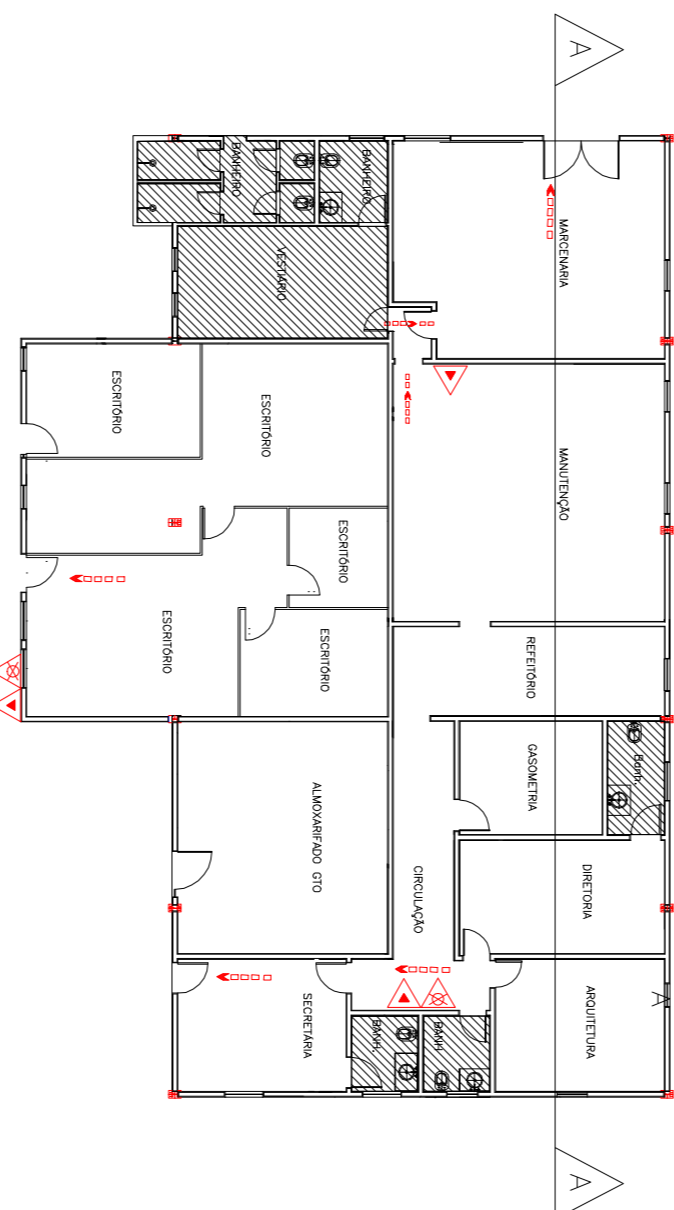 A
BANHEIRO
BANHEIRO
MARCENARIA
VESTIÁRIO
ESCRITÓRIO
ESCRITÓRIO
MANUTENÇÃO
ESCRITÓRIO
ESCRITÓRIO
ESCRITÓRIO
REFEITÓRIO
GASOMETRIA
Banh.
ALMOXARIFADO GTO
CIRCULAÇÃO
DIRETORIA
SECRETÁRIA
BANH.
BANH.
ARQUITETURA
A
A